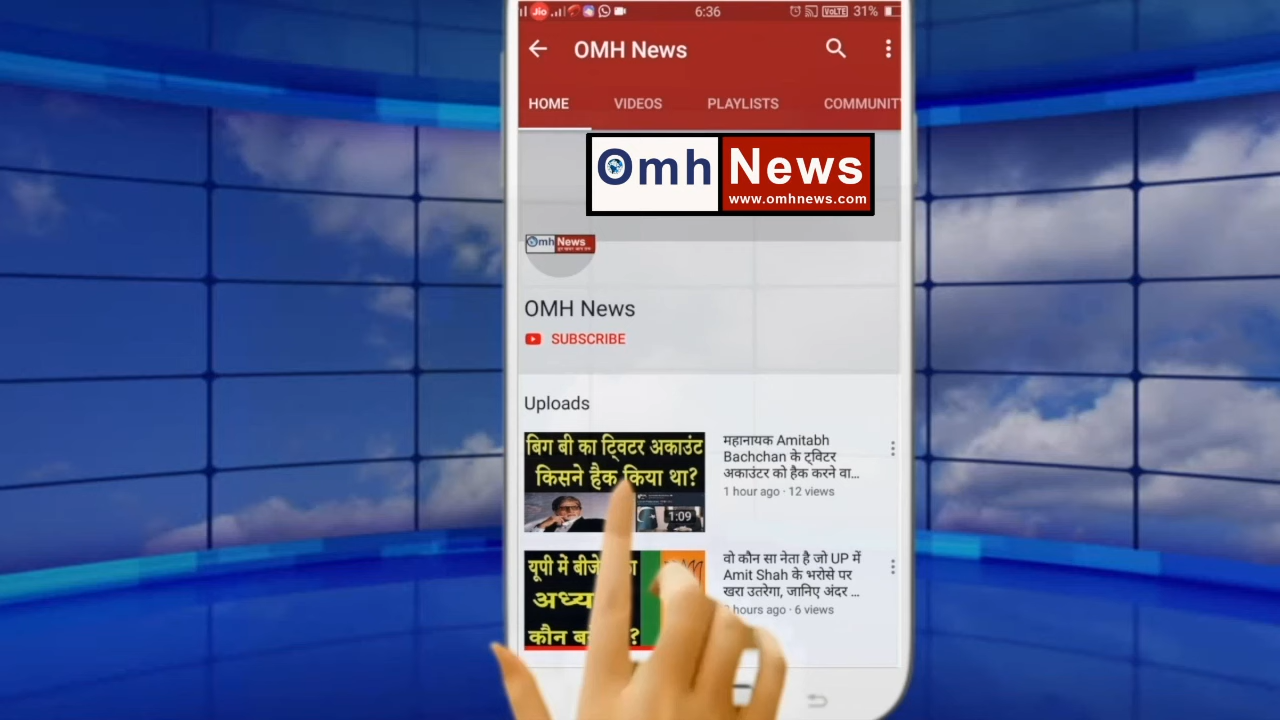 Jio 6:36 VoLTE 31%
OMH News
HOME VIDEOS PLAYLISTS COMMUNIT
Omh News
www.omhnews.com
Omh News
OMH News
SUBSCRIBE
Uploads
बिग बी का ट्विटर अकाउंट
किसने हैक किया था?
1:09
महानायक Amitabh
Bachchan के ट्विटर
अकाउंटर को हैक करने वा...
1 hour ago · 12 views
यूपी में बीजे
अध्य
कौन ब ?
वो कौन सा नेता है जो UP में
Amit Shah के भरोसे पर
खरा उतरेगा, जानिए अंदर ...
hours ago · 6 views